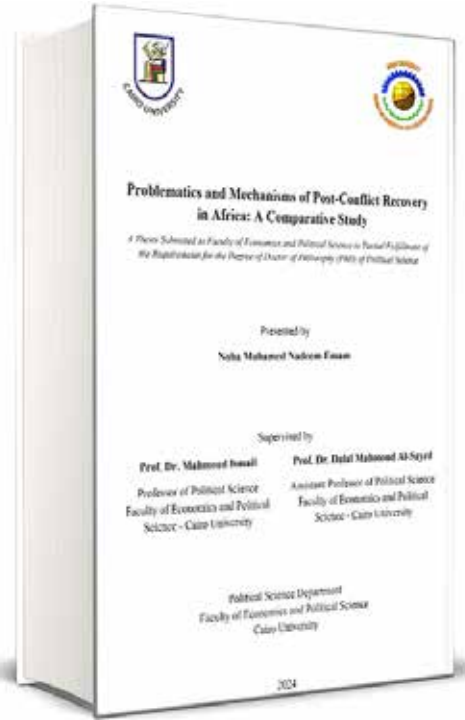 CAIRO UNIVERSITY
Problematics and Mechanisms of Post-Conflict Recovery
in Africa: A Comparative Study
A Thesis Submitted to Faculty of Economics and Political Science in Partial Fulfillment of
the Requirements for the Degree of Doctor of Philosophy (PhD) of Political Science
Presented by
Noha Mohamed Nadeem Emam
Supervised by
Prof. Dr. Mahmoud Ismail
Professor of Political Science
Faculty of Economics and Political
Science - Cairo University
Prof. Dr. Dalal Mahmoud Al-Sayed
Assistant Professor of Political Science
Faculty of Economics and Political
Science - Cairo University
Political Science Department
Faculty of Economics and Political Science
Cairo University
2024